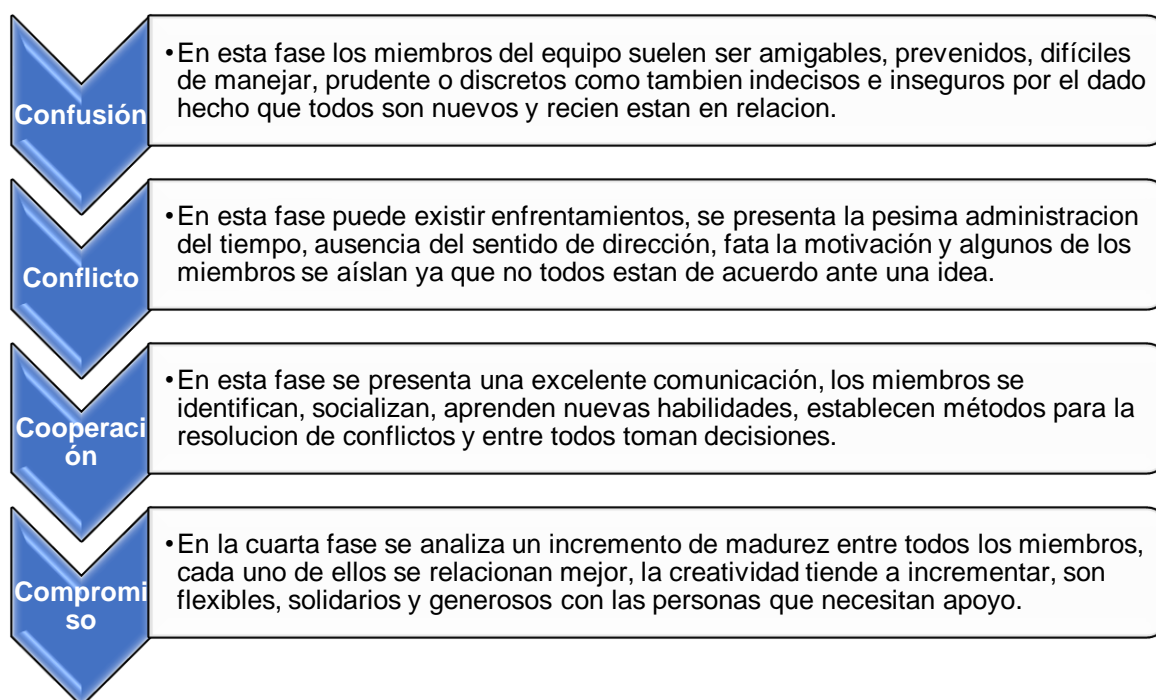 Confusión
•En esta fase los miembros del equipo suelen ser amigables, prevenidos, difíciles
de manejar, prudente o discretos como tambien indecisos e inseguros por el dado
hecho que todos son nuevos y recien estan en relacion.
Conflicto
•En esta fase puede existir enfrentamientos, se presenta la pesima administracion
del tiempo, ausencia del sentido de dirección, fata la motivación y algunos de los
miembros se aíslan ya que no todos estan de acuerdo ante una idea.
Cooperaci
ón
•En esta fase se presenta una excelente comunicación, los miembros se
identifican, socializan, aprenden nuevas habilidades, establecen métodos para la
resolucion de conflictos y entre todos toman decisiones.
Compromi
so
•En la cuarta fase se analiza un incremento de madurez entre todos los miembros,
cada uno de ellos se relacionan mejor, la creatividad tiende a incrementar, son
flexibles, solidarios y generosos con las personas que necesitan apoyo.